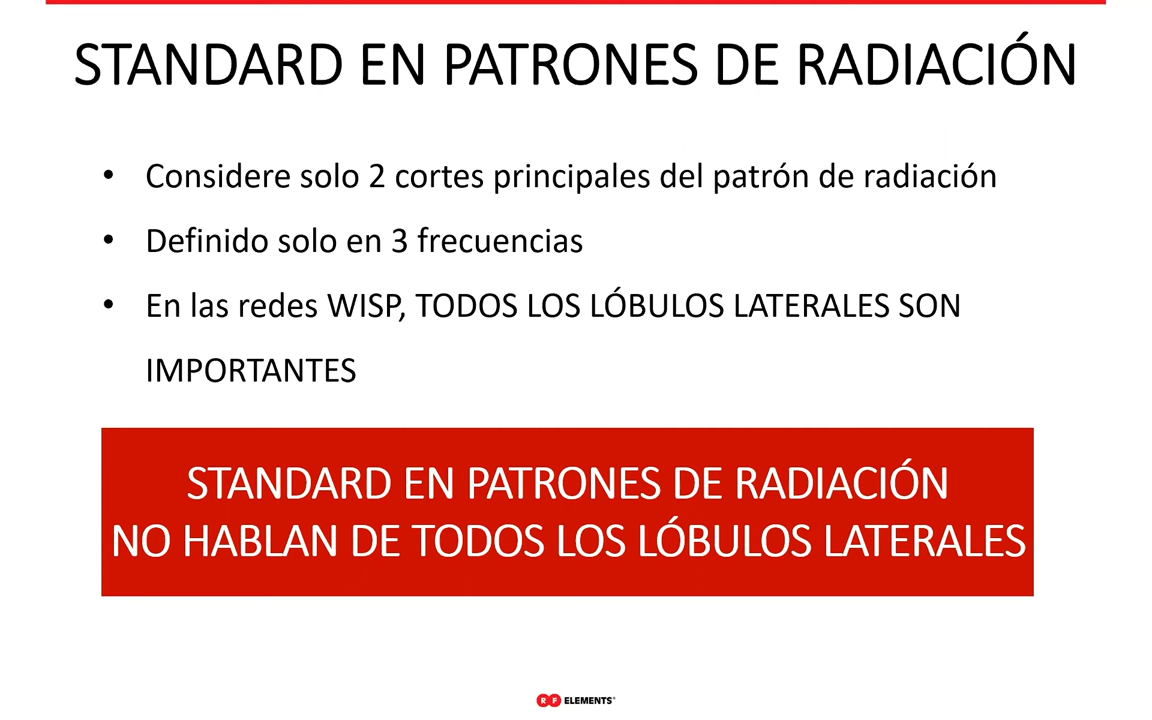 STANDARD EN PATRONES DE RADIACIÓN
• Considere solo 2 cortes principales del patrón de radiación
• Definido solo en 3 frecuencias
• En las redes WISP, TODOS LOS LÓBULOS LATERALES SON
IMPORTANTES
STANDARD EN PATRONES DE RADIACIÓN
NO HABLAN DE TODOS LOS LÓBULOS LATERALES
RF ELEMENTS